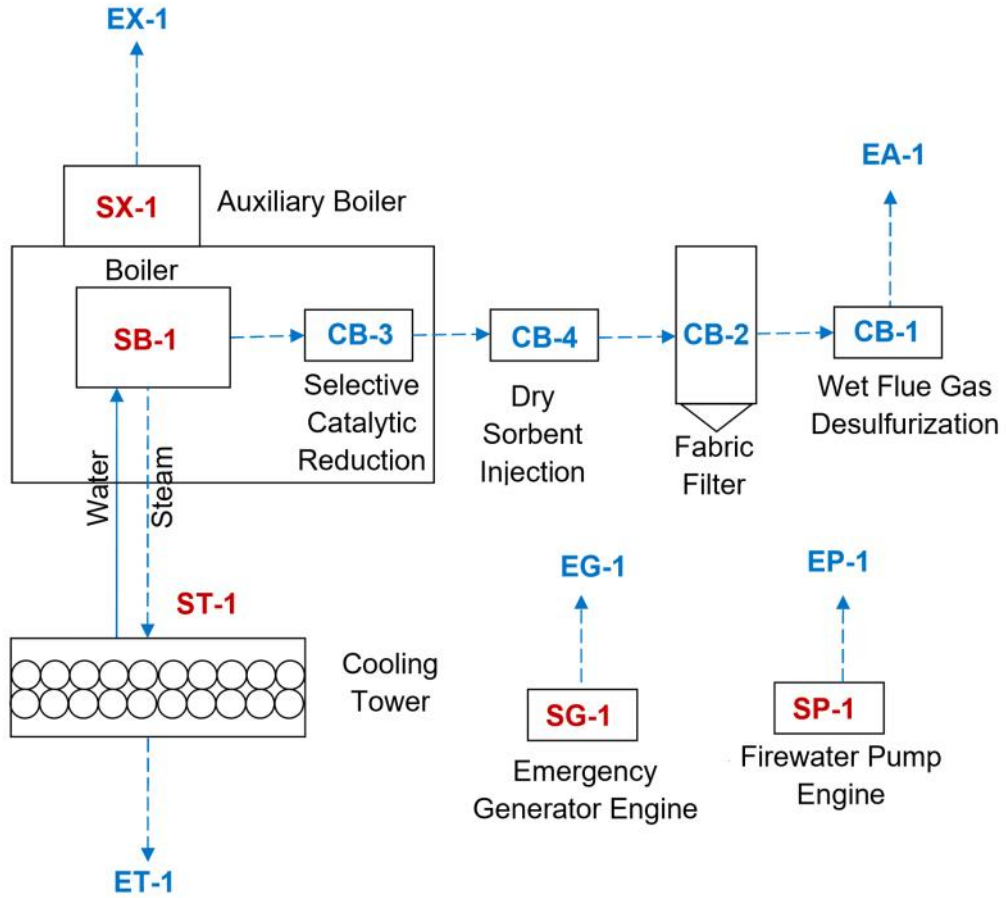 EX-1
SX-1
Auxiliary Boiler
EA-1
Boiler
SB-1
CB-3
Selective
Catalytic
Reduction
CB-4
Dry
Sorbent
Injection
CB-2
Fabric
Filter
CB-1
Wet Flue Gas
Desulfurization
Water
Steam
ST-1
Cooling
Tower
ET-1
EG-1
SG-1
Emergency
Generator Engine
EP-1
SP-1
Firewater Pump
Engine